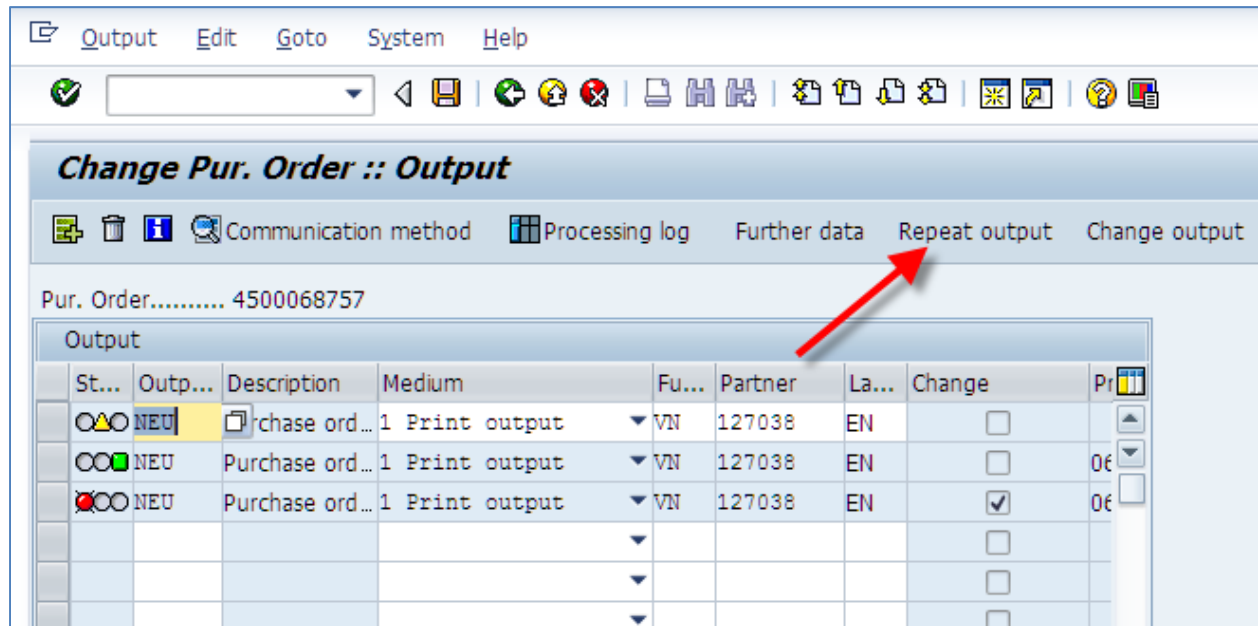 Output Edit Goto System Help
Change Pur. Order :: Output
Communication method Processing log Further data Repeat output Change output
Pur. Order.......... 4500068757
Output
St... Outp... Description Medium Fu... Partner La... Change Pr
NEU rchase ord... 1 Print output VN 127038 EN
NEU Purchase ord... 1 Print output VN 127038 EN 06
NEU Purchase ord... 1 Print output VN 127038 EN 06